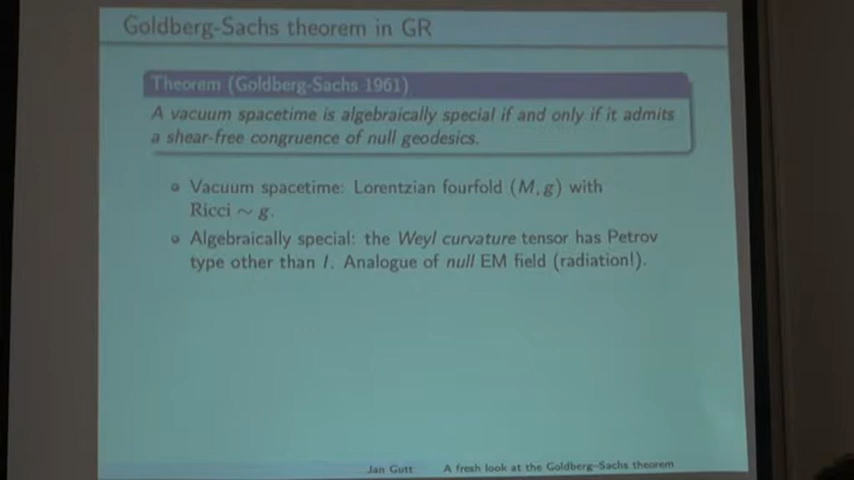 Goldberg-Sachs theorem in GR
Theorem (Goldberg-Sachs 1961)
A vacuum spacetime is algebraically special if and only if it admits
a shear-free congruence of null geodesics.
Vacuum spacetime: Lorentzian fourfold (M, g) with
Ricci ~ g.
Algebraically special: the Weyl curvature tensor has Petrov
type other than I. Analogue of null EM field (radiation!).
Jan Gutt A fresh look at the Goldberg-Sachs theorem